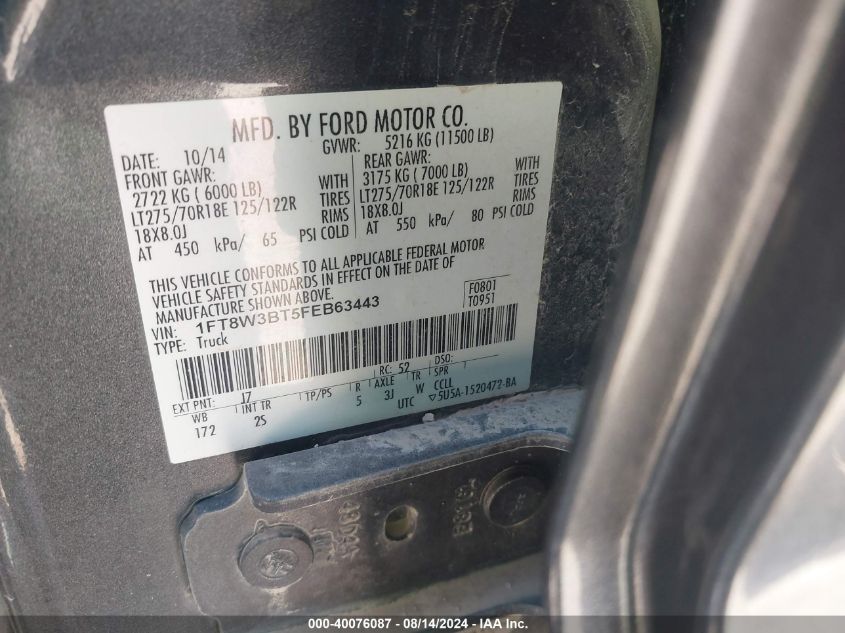 MFD. BY FORD MOTOR CO.
DATE: 10/14 GVWR: 5216 KG (11500 LB)
FRONT GAWR: REAR GAWR:
2722 KG ( 6000 LB) WITH 3175 KG ( 7000 LB) WITH
LT275/70R18E 125/122R TIRES LT275/70R18E 125/122R TIRES
18X8.0J RIMS 18X8.0J RIMS
AT 450 kPa/ 65 PSI COLD AT 550 kPa/ 80 PSI COLD
THIS VEHICLE CONFORMS TO ALL APPLICABLE FEDERAL MOTOR
VEHICLE SAFETY STANDARDS IN EFFECT ON THE DATE OF
MANUFACTURE SHOWN ABOVE. F0801
VIN: 1FT8W3BT5FEB63443 T0951
TYPE: Truck
RC: 52 DSO:
EXT PNT: J7
WB INT TR TP/PS R AXLE TR SPR
172 2S 5 3J W CCLL
UTC ▽5U5A-1520472-BA
000-40076087 - 08/14/2024 - IAA Inc.